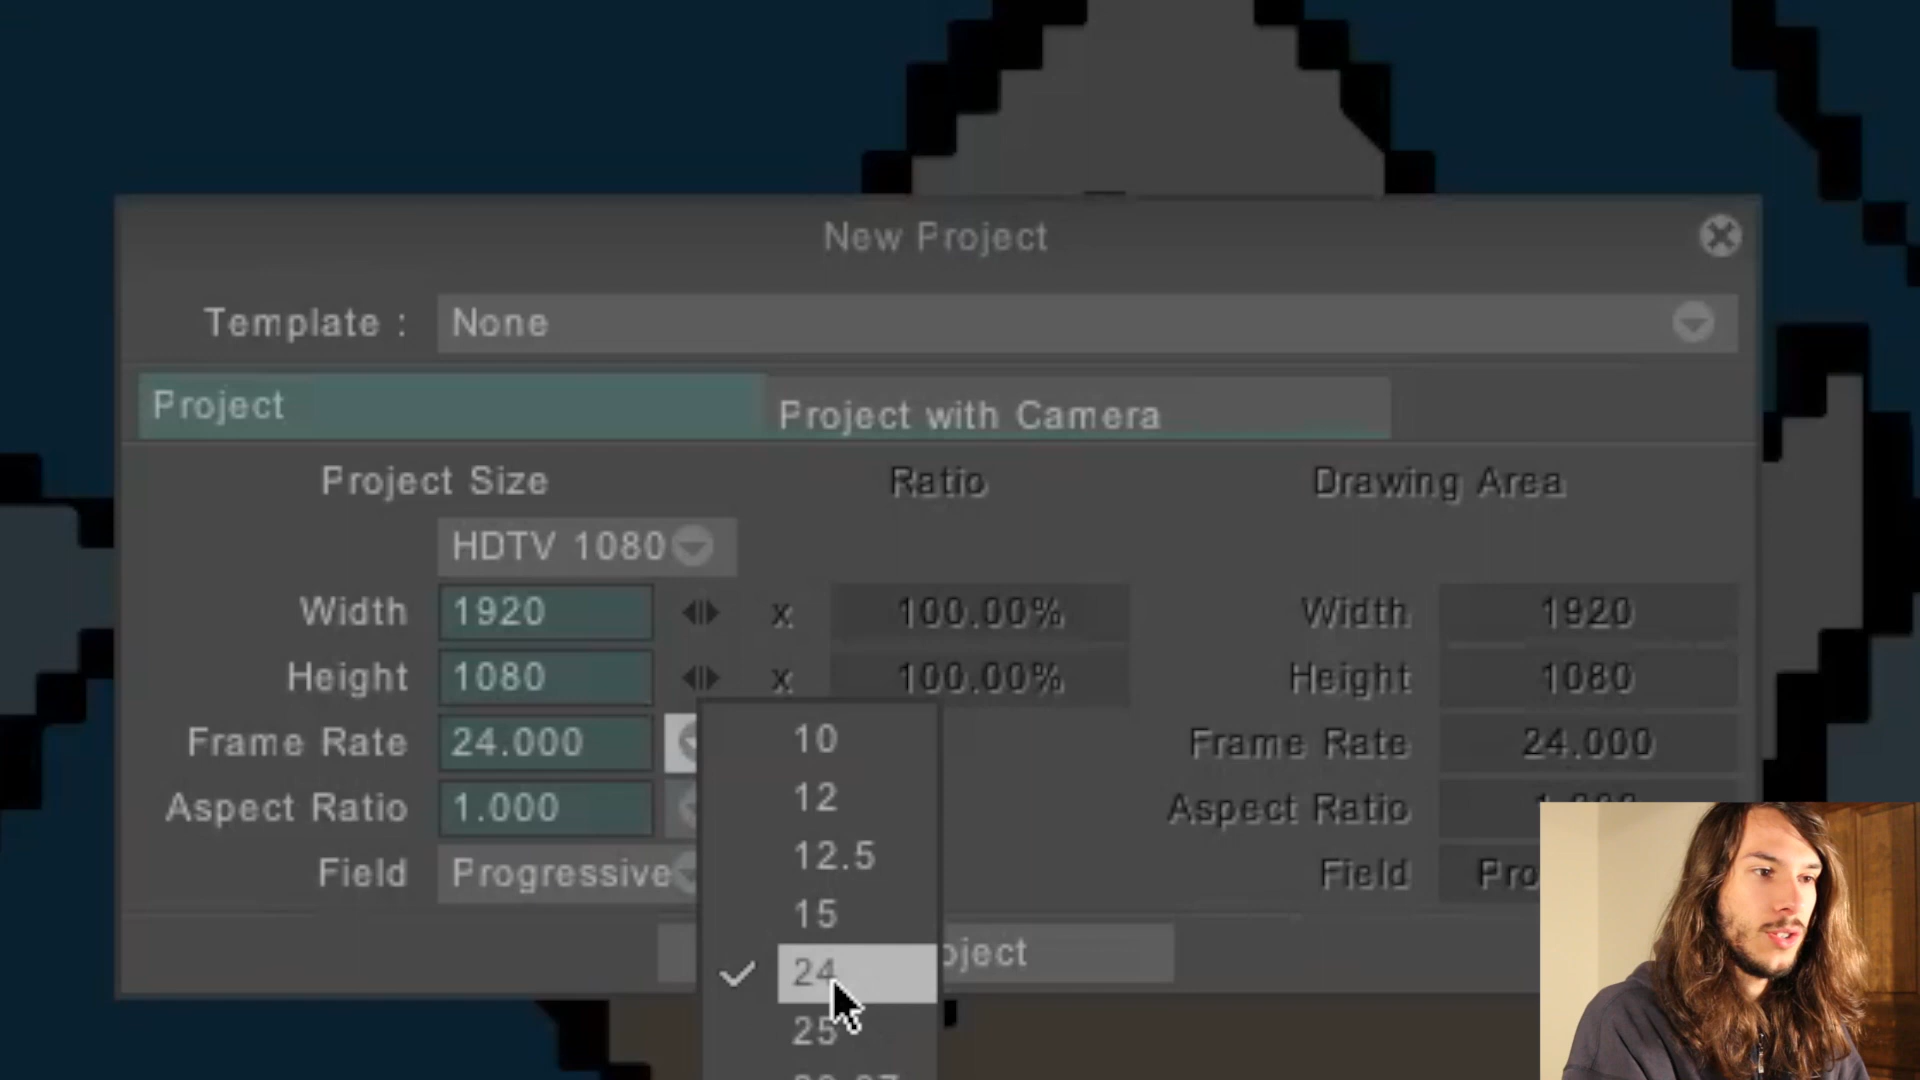 New Project
Template : None
Project
Project with Camera
Project Size
Ratio
Drawing Area
HDTV 1080
Width 1920 x 100.00% Width 1920
Height 1080 x 100.00% Height 1080
Frame Rate 24.000 Frame Rate 24.000
Aspect Ratio 1.000 Aspect Ratio
Field Progressive Field Pro
oject
10
12
12.5
15
24
25